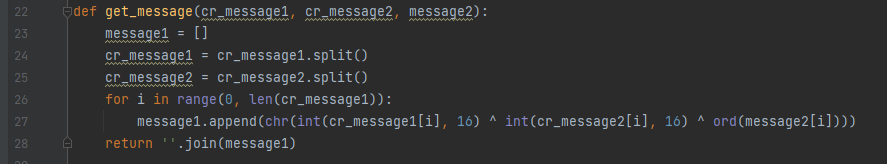 22 def get_message(cr_message1, cr_message2, message2):
23 message1 = []
24 cr_message1 = cr_message1.split()
25 cr_message2 = cr_message2.split()
26 for i in range(0, len(cr_message1)):
27 message1.append(chr(int(cr_message1[i], 16) ^ int(cr_message2[i], 16) ^ ord(message2[i])))
28 return ''.join(message1)